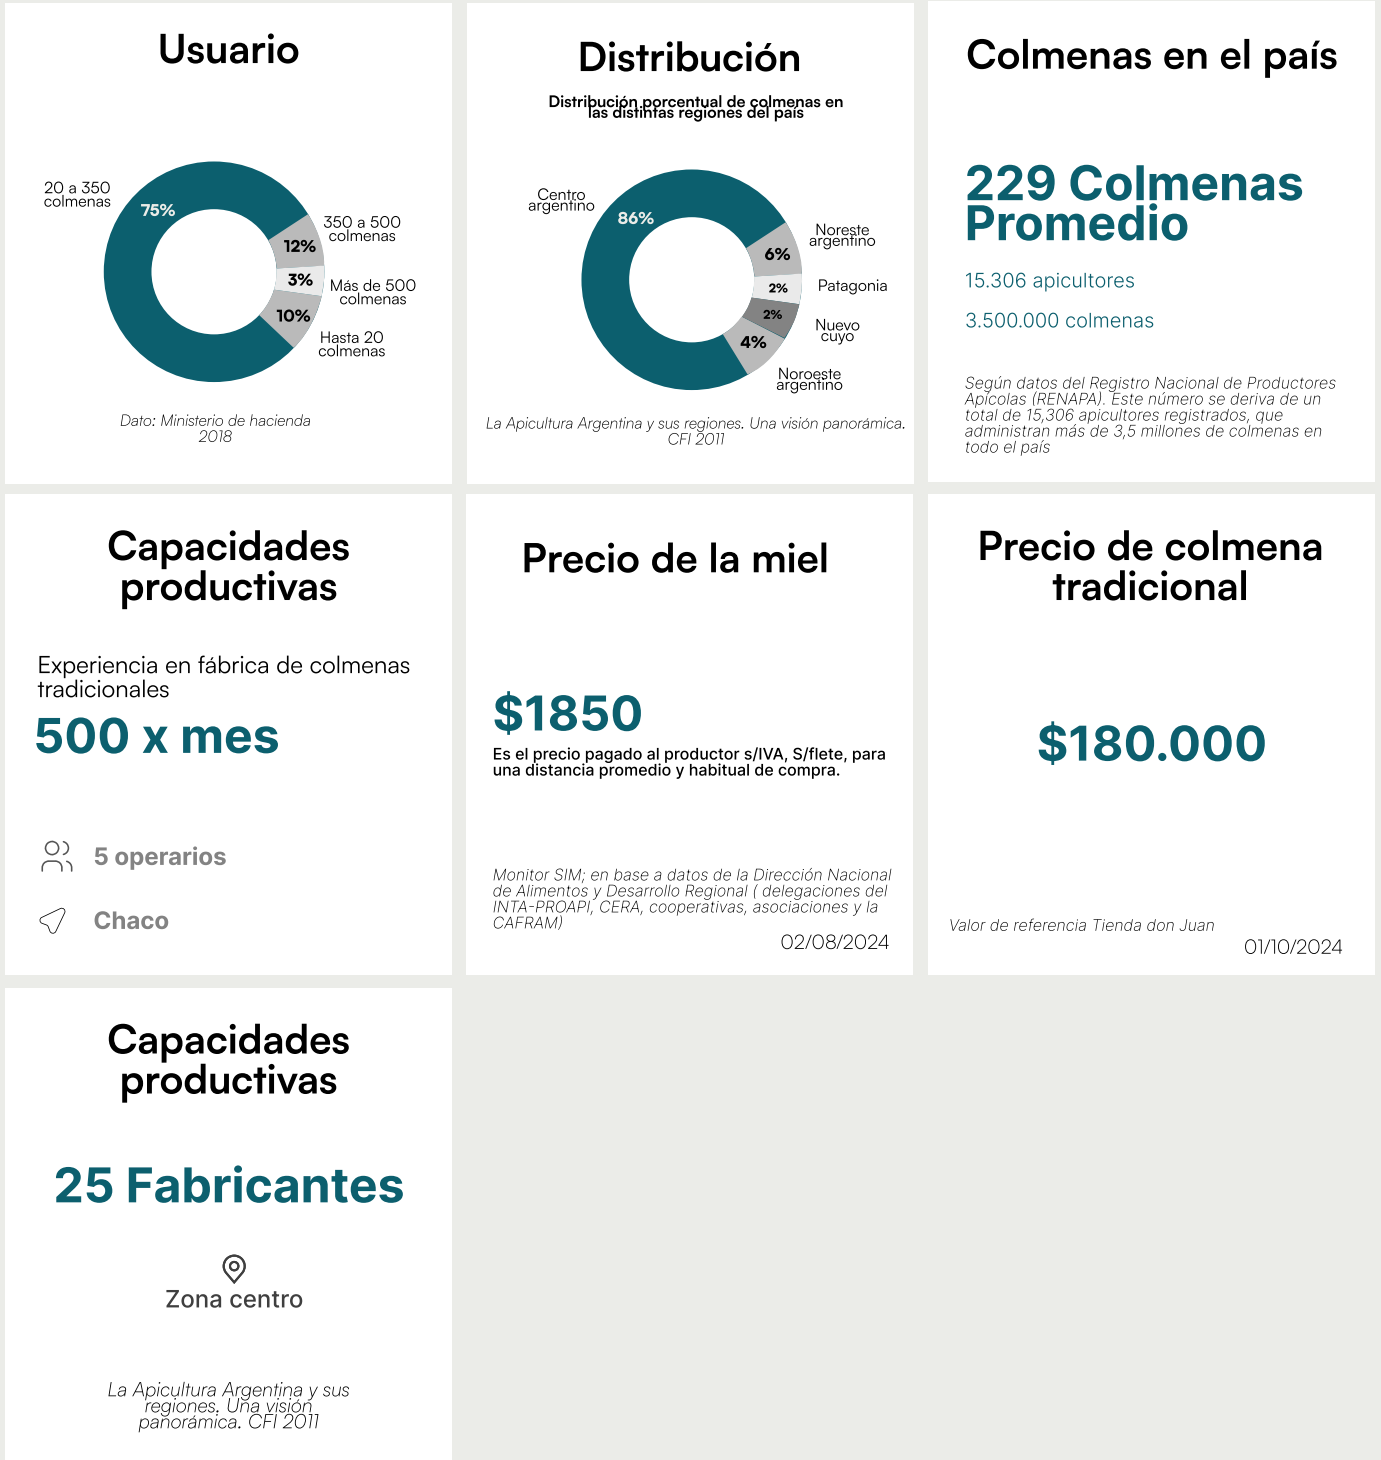 Usuario
20 a 350
colmenas
75%
350 a 500
colmenas
12%
3%
Más de 500
colmenas
10%
Hasta 20
colmenas
Dato: Ministerio de hacienda
2018
Distribución
Distribución porcentual de colmenas en
las distintas regiones del país
Centro
argentino
86%
Noreste
argentino
6%
Patagonia
2%
2%
Nuevo
cuyo
4%
Noroeste
argentino
La Apicultura Argentina y sus regiones. Una visión panorámica.
CFI 2011
Colmenas en el país
229 Colmenas
Promedio
15.306 apicultores
3.500.000 colmenas
Según datos del Registro Nacional de Productores
Apícolas (RENAPA). Este número se deriva de un
total de 15,306 apicultores registrados, que
administran más de 3,5 millones de colmenas en
todo el país
Capacidades
productivas
Experiencia en fábrica de colmenas
tradicionales
500 x mes
5 operarios
Chaco
Precio de la miel
$1850
Es el precio pagado al productor s/IVA, S/flete, para
una distancia promedio y habitual de compra.
Monitor SIM; en base a datos de la Dirección Nacional
de Alimentos y Desarrollo Regional ( delegaciones del
INTA-PROAPI, CERA, cooperativas, asociaciones y la
CAFRAM)
02/08/2024
Precio de colmena
tradicional
$180.000
Valor de referencia Tienda don Juan
01/10/2024
Capacidades
productivas
25 Fabricantes
Zona centro
La Apicultura Argentina y sus
regiones. Una visión
panorámica. CFI 2011